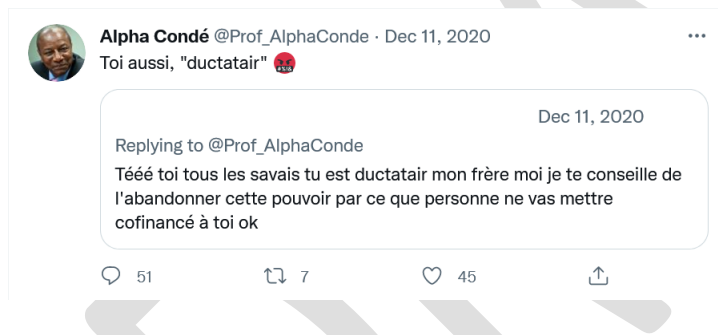 Alpha Condé @Prof_AlphaConde · Dec 11, 2020
Toi aussi, "ductatair" 🤬
Dec 11, 2020
Replying to @Prof_AlphaConde
Tééé toi tous les savais tu est ductatair mon frère moi je te conseille de
l'abandonner cette pouvoir par ce que personne ne vas mettre
cofinancé à toi ok
51 7 45